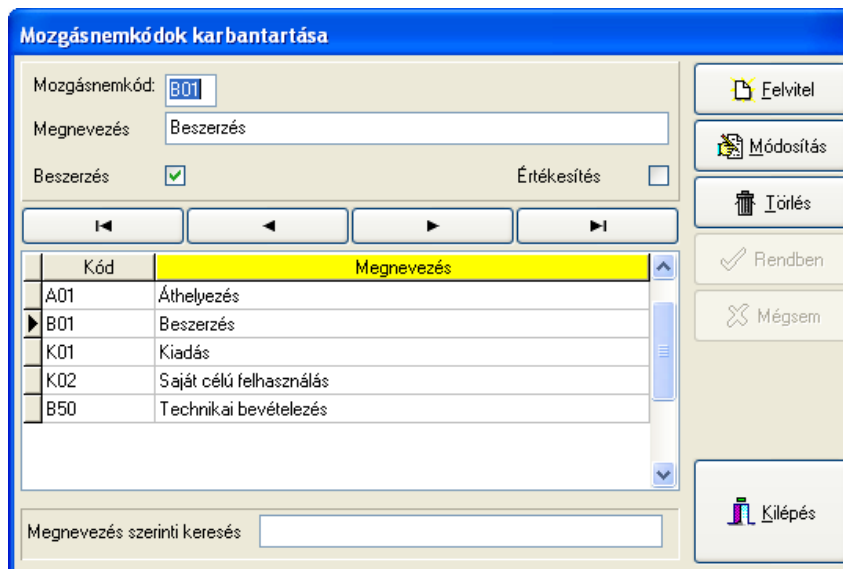 Mozgásnemkódok karbantartása
Mozgásnemkód: B01
Megnevezés Beszerzés
Beszerzés Értékesítés
Felvitel
Módosítás
Törlés
Rendben
Mégsem
Kód Megnevezés
A01 Áthelyezés
B01 Beszerzés
K01 Kiadás
K02 Saját célú felhasználás
B50 Technikai bevételezés
Megnevezés szerinti keresés
Kilépés